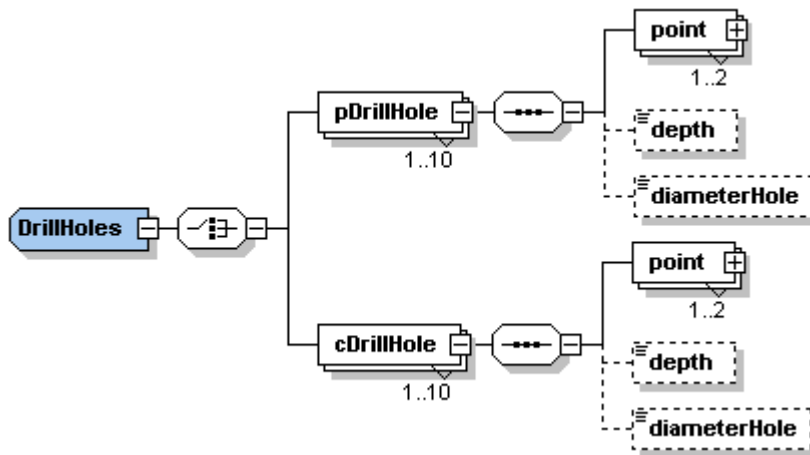 point
1..2
pDrillHole
1..10
depth
diameterHole
DrillHoles
point
1..2
cDrillHole
1..10
depth
diameterHole